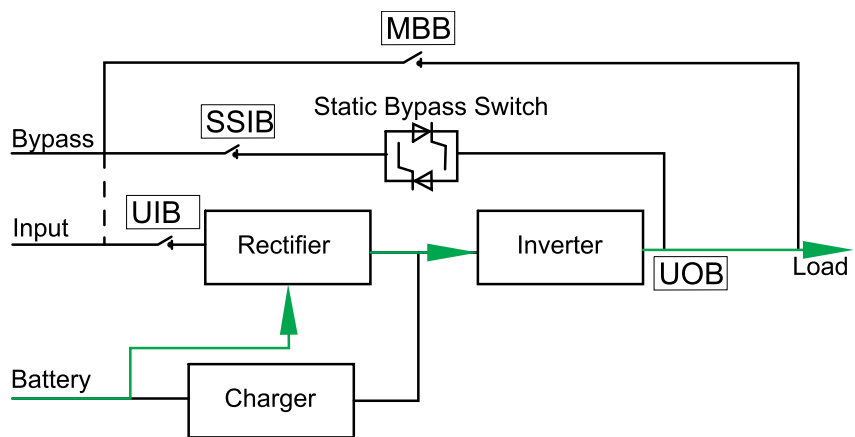 MBB
Static Bypass Switch
SSIB
Bypass
UIB
Input
Rectifier
Inverter
UOB
Load
Battery
Charger